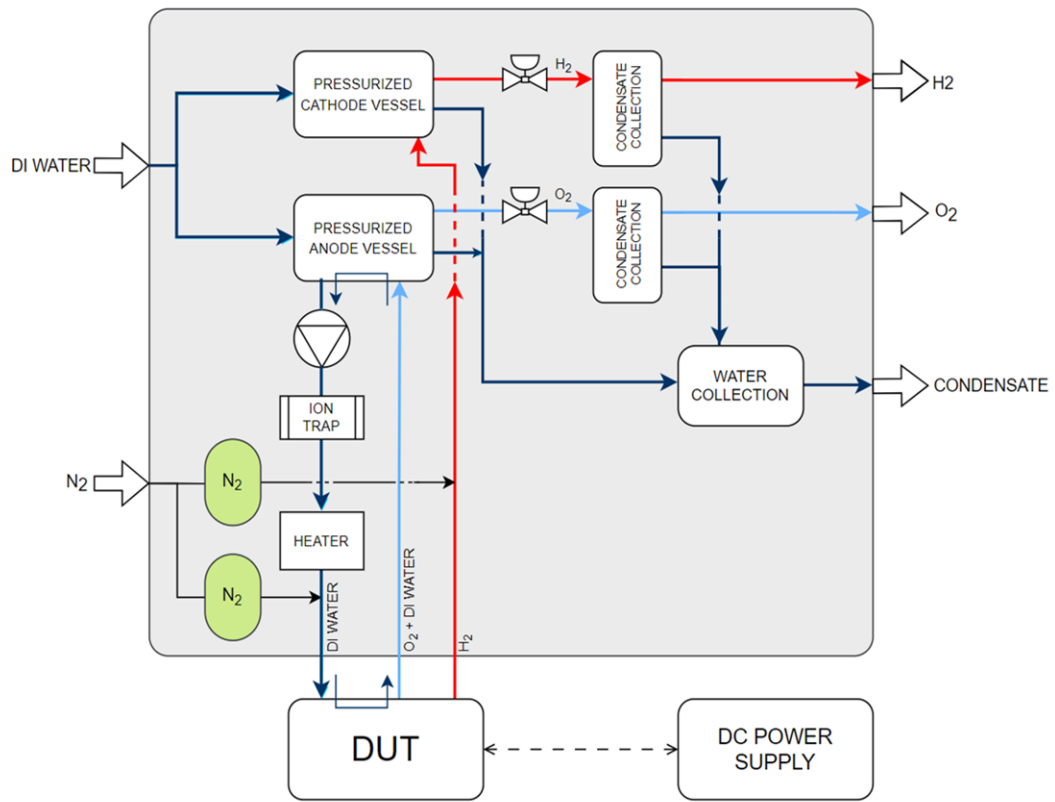 PRESSURIZED
CATHODE VESSEL
H₂
CONDENSATE
COLLECTION
H2
DI WATER
PRESSURIZED
ANODE VESSEL
O₂
CONDENSATE
COLLECTION
O₂
WATER
COLLECTION
CONDENSATE
ION
TRAP
N2
N₂
HEATER
N₂
DI WATER
O₂ + DI WATER
H₂
DUT
DC POWER
SUPPLY